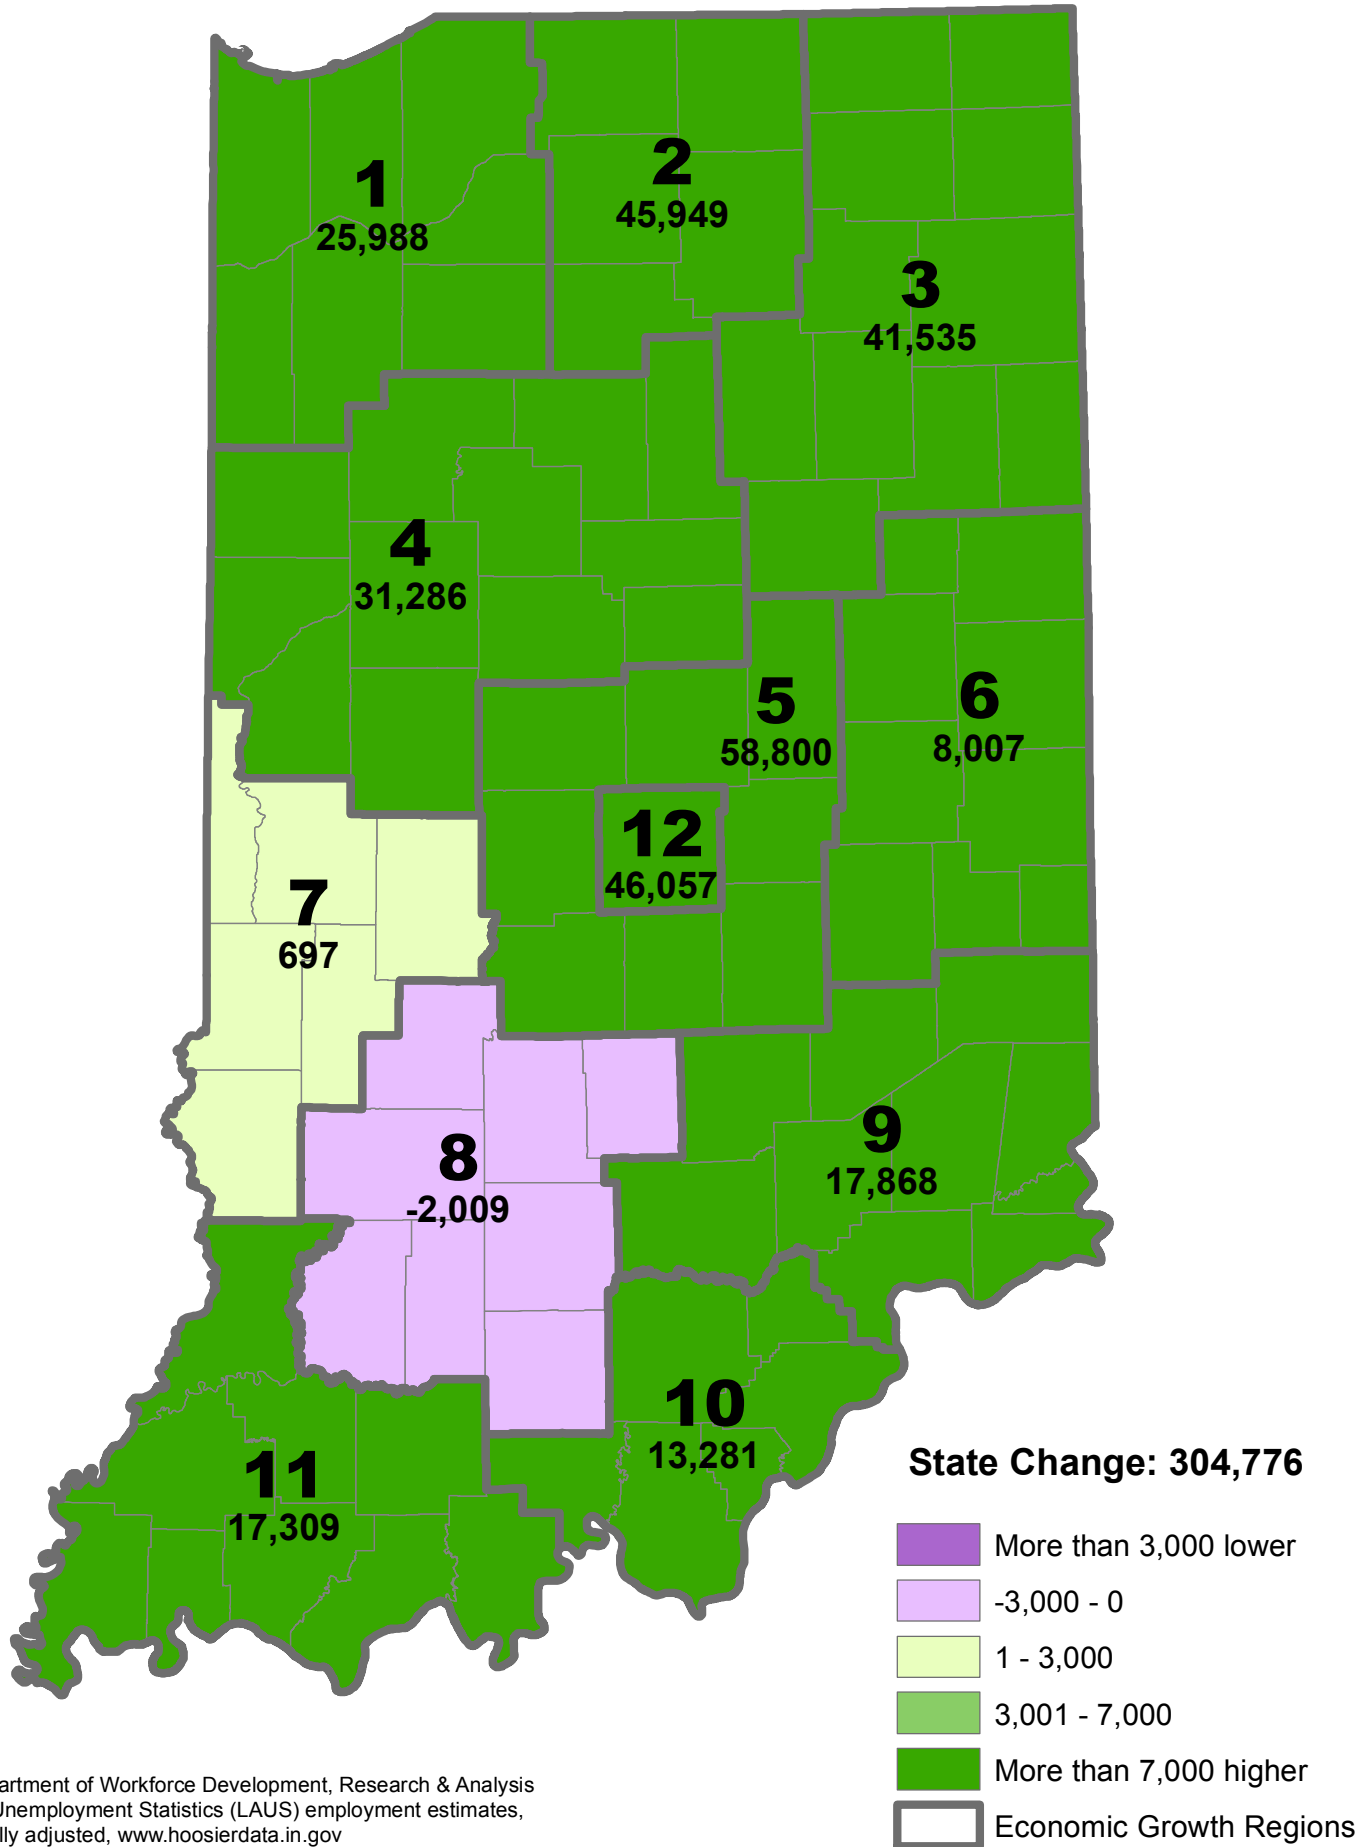 1
25,988
2
45,949
3
41,535
4
31,286
5
58,800
6
8,007
12
46,057
7
697
8
-2,009
9
17,868
10
13,281
11
17,309
State Change: 304,776
More than 3,000 lower
-3,000 - 0
1 - 3,000
3,001 - 7,000
More than 7,000 higher
Economic Growth Regions
of Workforce Development, Research & Analysis
Unemployment Statistics (LAUS) employment estimates,
adjusted, www.hoosierdata.in.gov